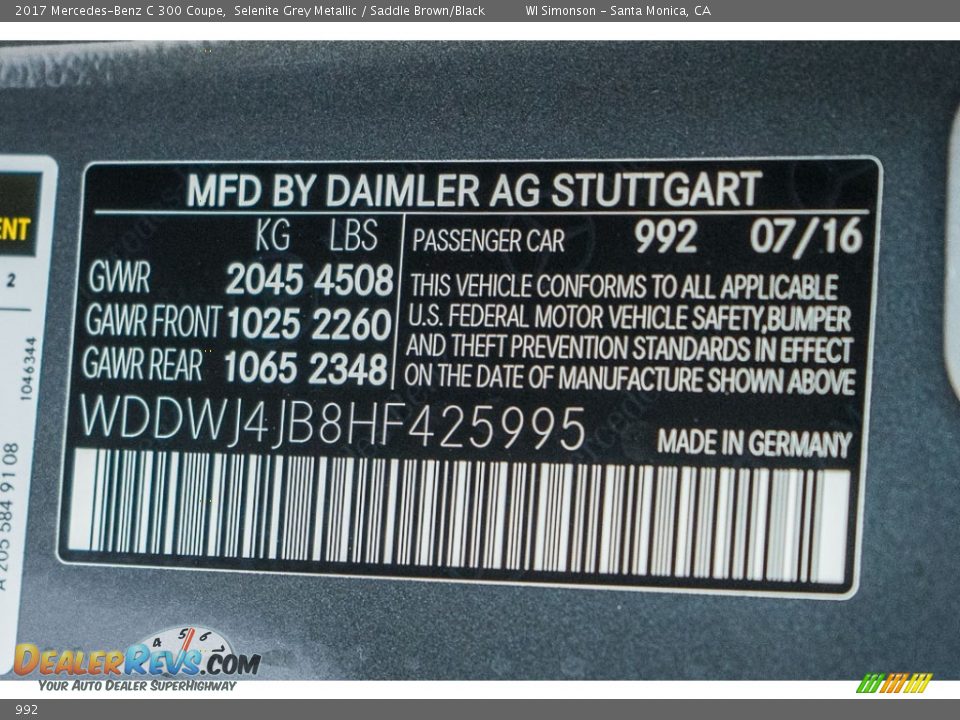 2017 Mercedes-Benz C 300 Coupe, Selenite Grey Metallic / Saddle Brown/Black WI Simonson - Santa Monica, CA
MFD BY DAIMLER AG STUTTGART
KG LBS
GVWR 2045 4508
GAWR FRONT 1025 2260
GAWR REAR 1065 2348
PASSENGER CAR 992 07/16
THIS VEHICLE CONFORMS TO ALL APPLICABLE
U.S. FEDERAL MOTOR VEHICLE SAFETY,BUMPER
AND THEFT PREVENTION STANDARDS IN EFFECT
ON THE DATE OF MANUFACTURE SHOWN ABOVE
WDDWJ4JB8HF425995
MADE IN GERMANY
ENT
2
1046344
A 205 584 91 08
4 5 6
DEALERREVS.COM
YOUR AUTO DEALER SUPERHIGHWAY
992